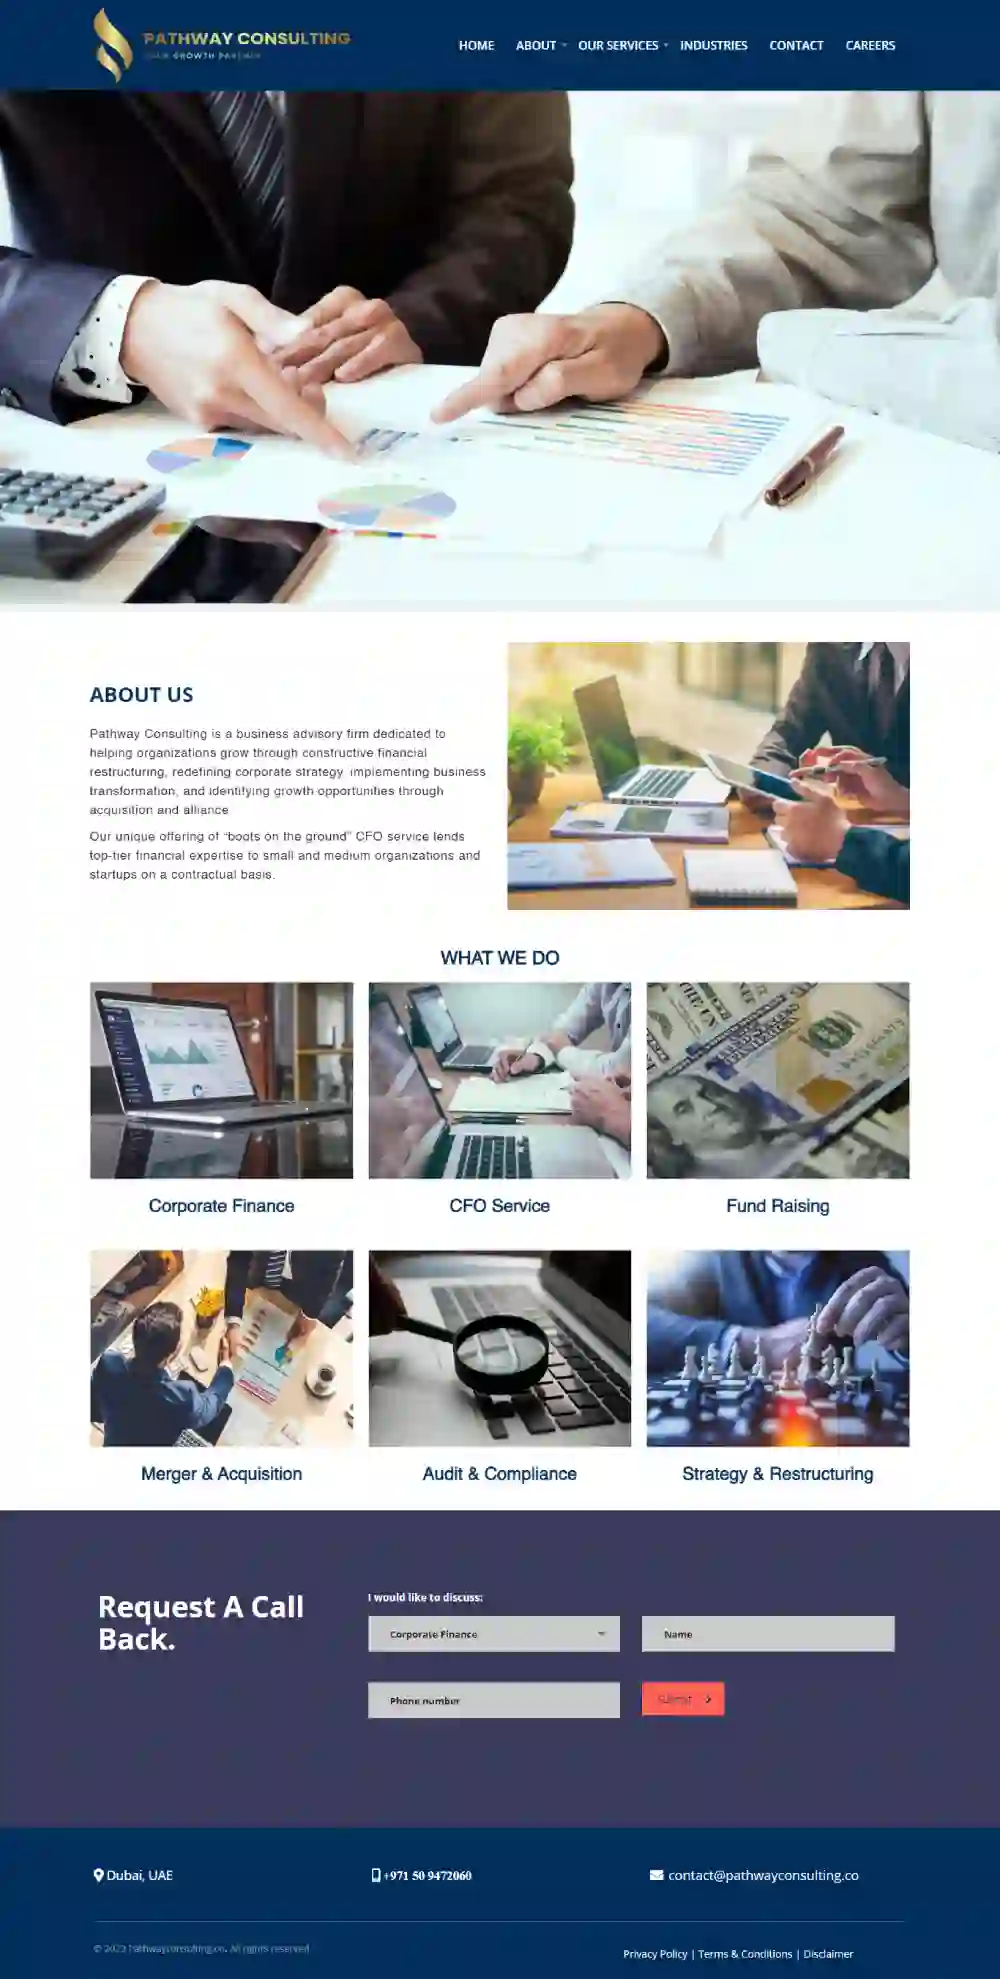 PATHWAY CONSULTING
YOUR GROWTH PARTNER
HOME ABOUT OUR SERVICES INDUSTRIES CONTACT CAREERS
ABOUT US
Pathway Consulting is a business advisory firm dedicated to
helping organizations grow through constructive financial
restructuring, redefining corporate strategy, implementing business
transformation, and identifying growth opportunities through
acquisition and alliance.
Our unique offering of “boots on the ground” CFO service lends
top-tier financial expertise to small and medium organizations and
startups on a contractual basis.
WHAT WE DO
Corporate Finance CFO Service Fund Raising
Merger & Acquisition Audit & Compliance Strategy & Restructuring
Request A Call
Back.
I would like to discuss:
Corporate Finance Name
Phone number Submit
Dubai, UAE +971 50 9472060 contact@pathwayconsulting.co
Pathwayconsulting.co. All rights reserved
Privacy Policy | Terms & Conditions | Disclaimer